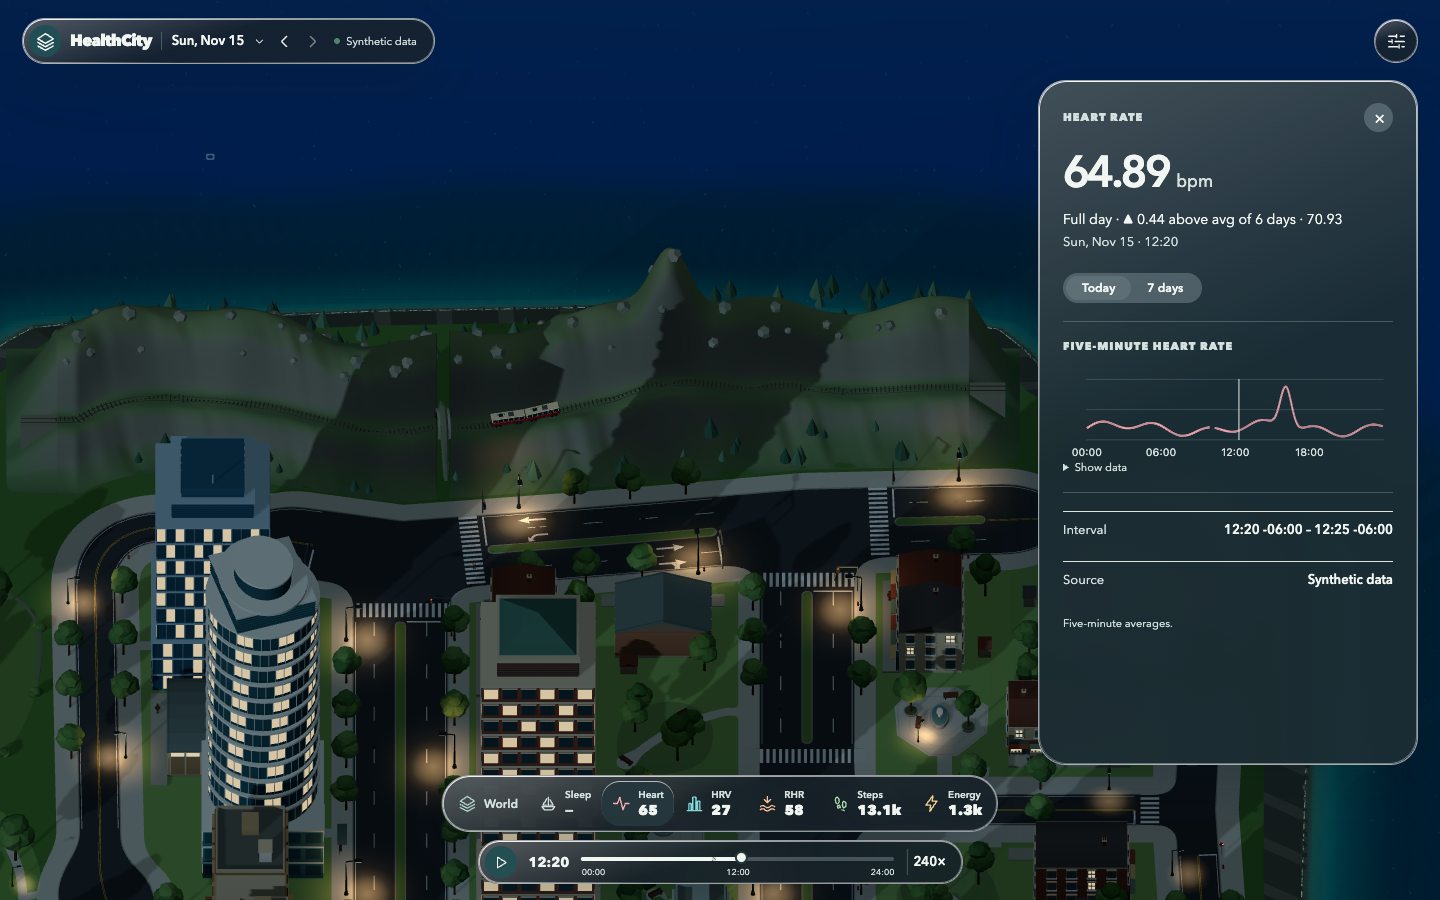 HealthCity
Sun, Nov 15
Synthetic data
HEART RATE
64.89 bpm
Full day · ▲ 0.44 above avg of 6 days · 70.93
Sun, Nov 15 · 12:20
Today 7 days
FIVE-MINUTE HEART RATE
00:00 06:00 12:00 18:00
Show data
Interval 12:20 -06:00 – 12:25 -06:00
Source Synthetic data
Five-minute averages.
World
Sleep
–
Heart
65
HRV
27
RHR
58
Steps
13.1k
Energy
1.3k
12:20
00:00 12:00 24:00
240×